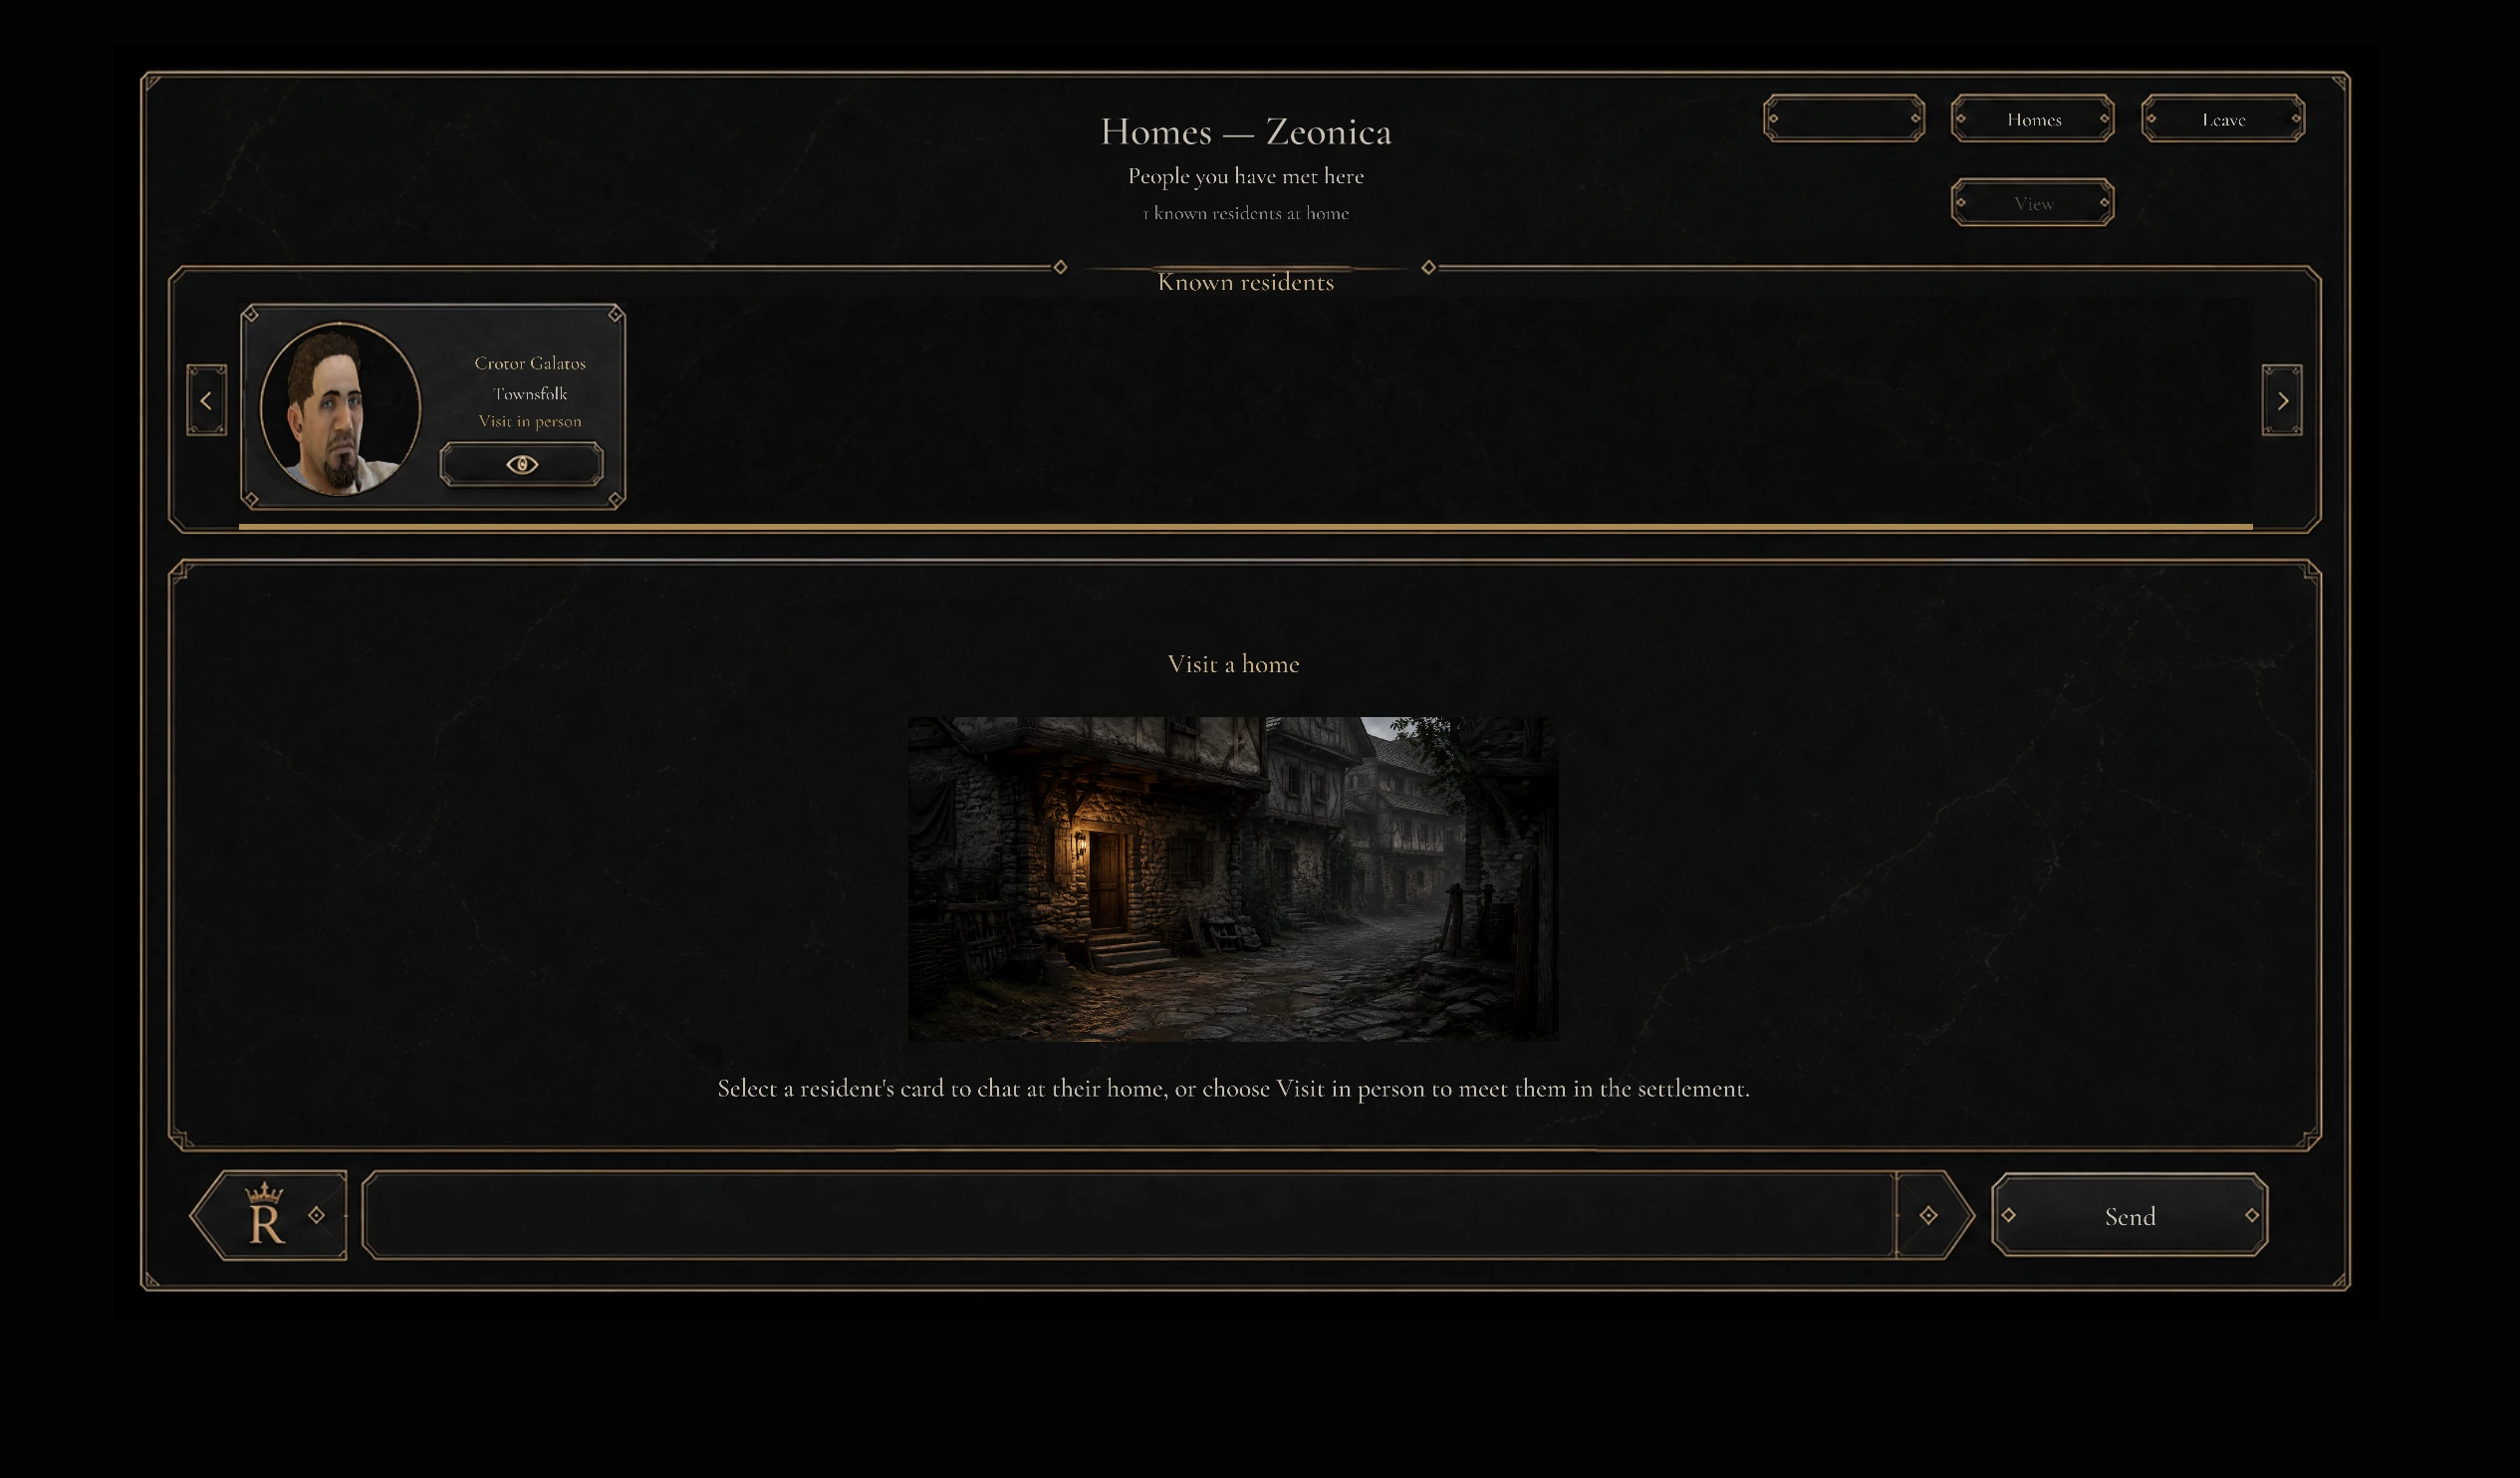 Homes — Zeonica
Homes
Leave
People you have met here
1 known residents at home
View
Known residents
Crotor Galatos
Townsfolk
Visit in person
Visit a home
Select a resident's card to chat at their home, or choose Visit in person to meet them in the settlement.
R
Send